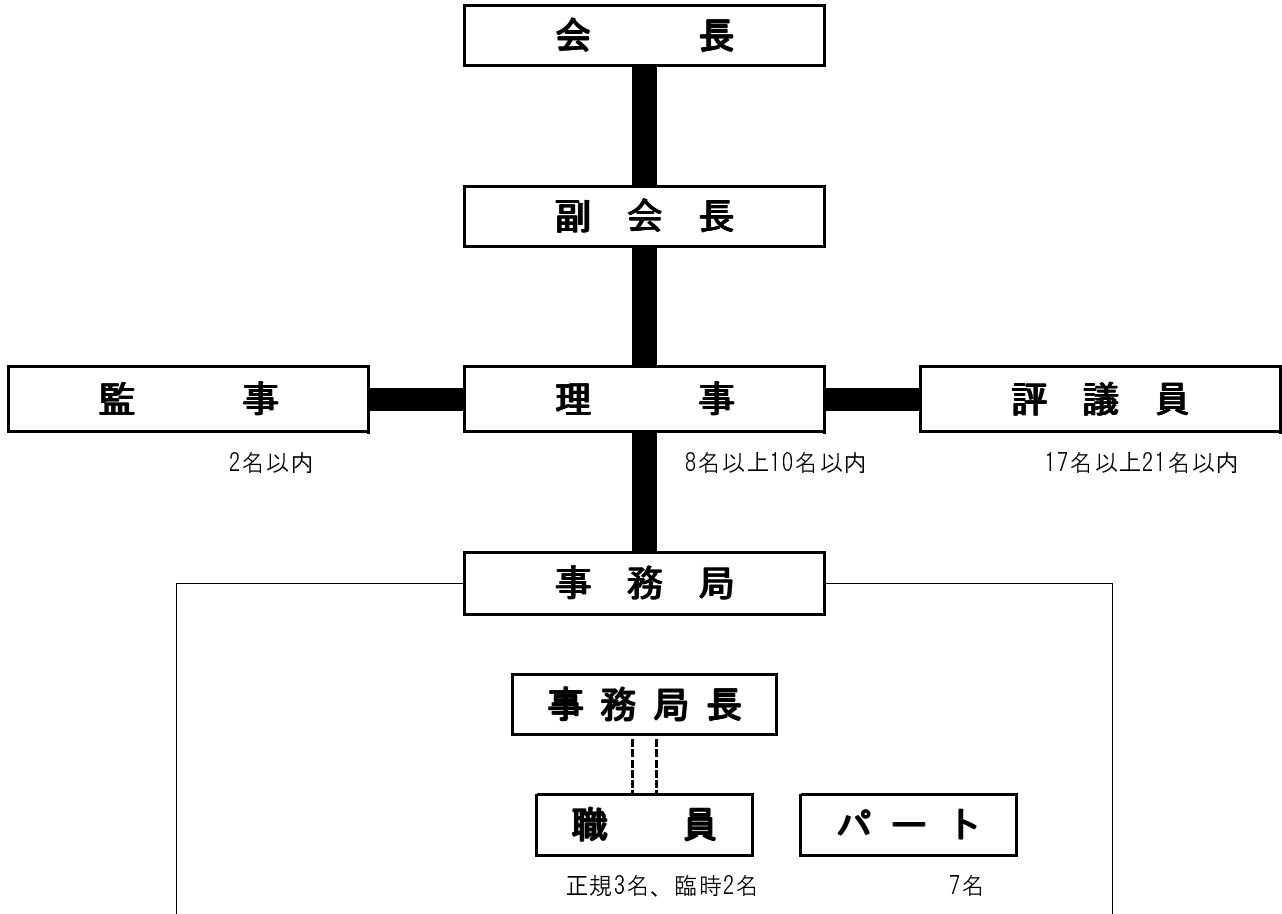 会長
副会長
監事 理事 評議員
2名以内 8名以上10名以内 17名以上21名以内
事務局
事務局長
職員 パート
正規3名、臨時2名 7名